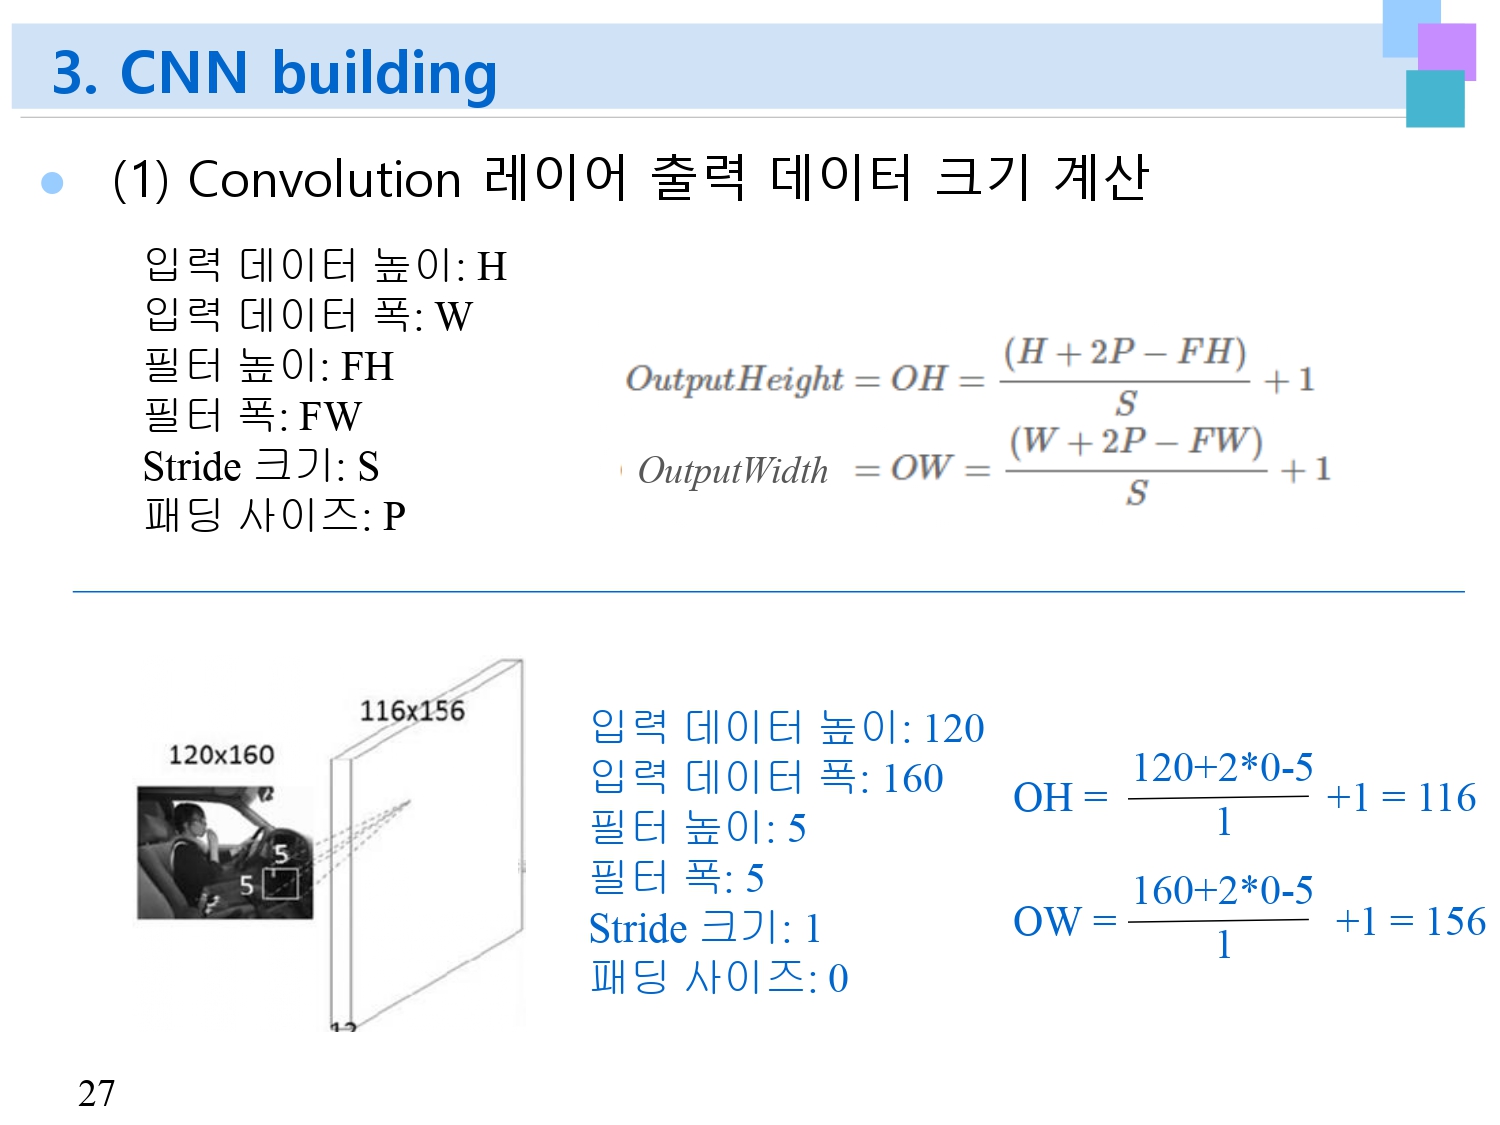 3. CNN building
(1) Convolution 레이어 출력 데이터 크기 계산
입력 데이터 높이: H
입력 데이터 폭: W
필터 높이: FH
필터 폭: FW
Stride 크기: S
패딩 사이즈: P
OutputHeight = OH = (H + 2P − FH) / S + 1
OutputWidth = OW = (W + 2P − FW) / S + 1
116x156
120x160
5
5
입력 데이터 높이: 120
입력 데이터 폭: 160
필터 높이: 5
필터 폭: 5
Stride 크기: 1
패딩 사이즈: 0
OH = 120+2*0-5 / 1 +1 = 116
OW = 160+2*0-5 / 1 +1 = 156
27